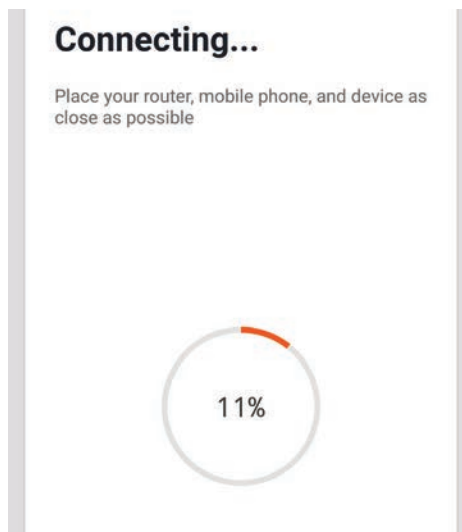 Connecting...
Place your router, mobile phone, and device as
close as possible
11%